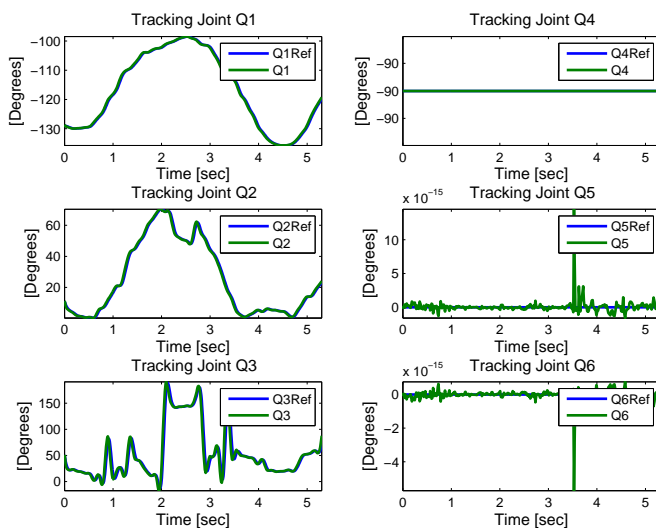 Tracking Joint Q1
−100
−110
−120
−130
[Degrees]
Q1Ref
Q1
0 1 2 3 4 5
Time [sec]
Tracking Joint Q4
−90
−90
−90
[Degrees]
Q4Ref
Q4
0 1 2 3 4 5
Time [sec]
Tracking Joint Q2
60
40
20
[Degrees]
Q2Ref
Q2
0 1 2 3 4 5
Time [sec]
x 10⁻¹⁵
Tracking Joint Q5
10
5
0
[Degrees]
Q5Ref
Q5
0 1 2 3 4 5
Time [sec]
Tracking Joint Q3
150
100
50
0
[Degrees]
Q3Ref
Q3
0 1 2 3 4 5
Time [sec]
x 10⁻¹⁵
Tracking Joint Q6
0
−2
−4
[Degrees]
Q6Ref
Q6
0 1 2 3 4 5
Time [sec]